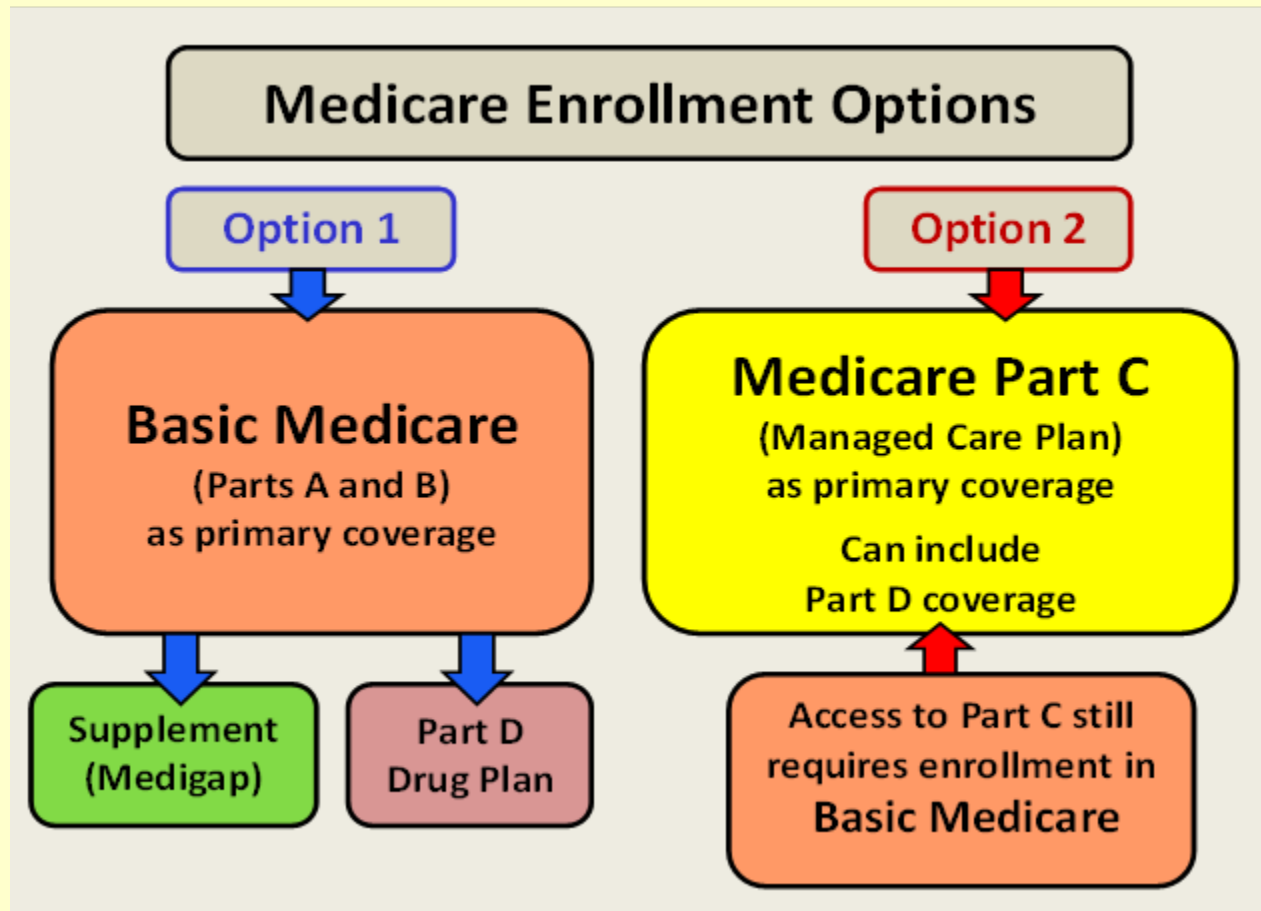 Medicare Enrollment Options
Option 1
Basic Medicare
(Parts A and B)
as primary coverage
Supplement
(Medigap)
Part D
Drug Plan
Option 2
Medicare Part C
(Managed Care Plan)
as primary coverage
Can include
Part D coverage
Access to Part C still
requires enrollment in
Basic Medicare